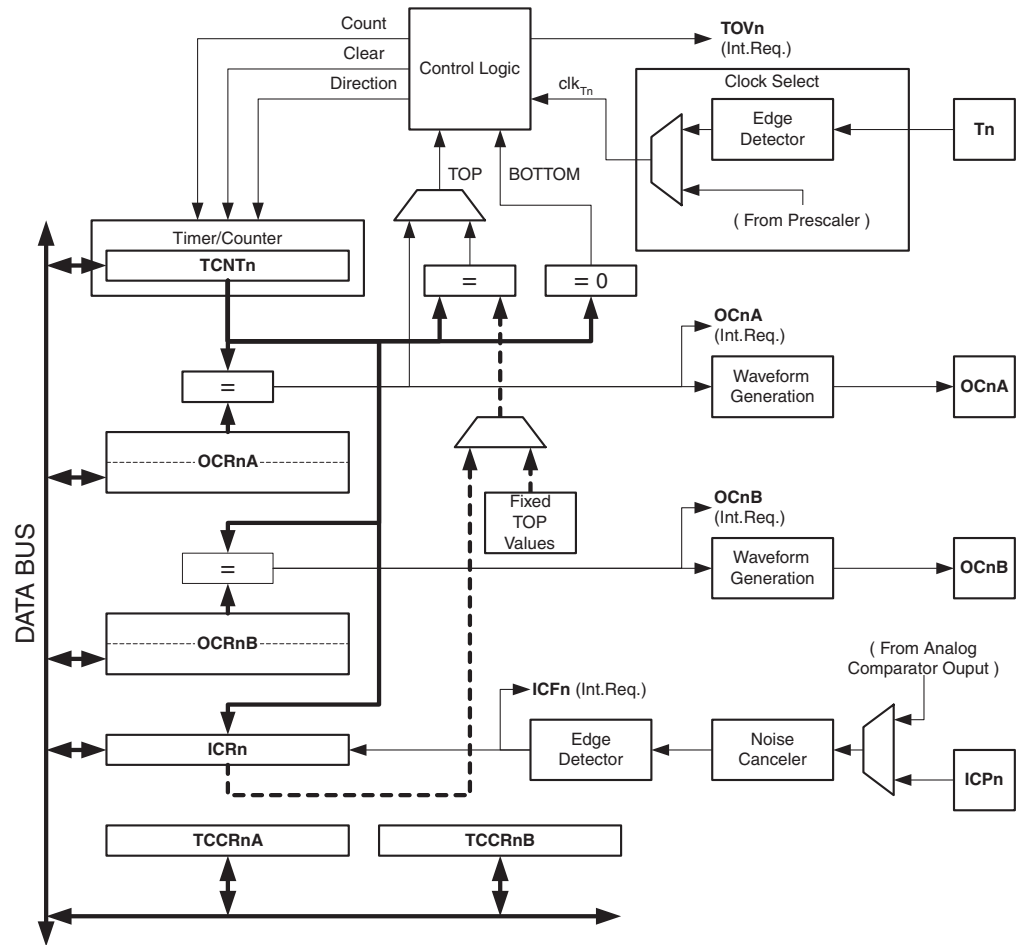 Count
Clear
Direction
Control Logic
TOVn
(Int.Req.)
clkTn
Clock Select
Edge
Detector
Tn
( From Prescaler )
TOP
BOTTOM
Timer/Counter
TCNTn
=
= 0
OCnA
(Int.Req.)
=
Waveform
Generation
OCnA
OCRnA
Fixed
TOP
Values
OCnB
(Int.Req.)
=
Waveform
Generation
OCnB
OCRnB
DATA BUS
( From Analog
Comparator Ouput )
ICFn (Int.Req.)
ICRn
Edge
Detector
Noise
Canceler
ICPn
TCCRnA
TCCRnB